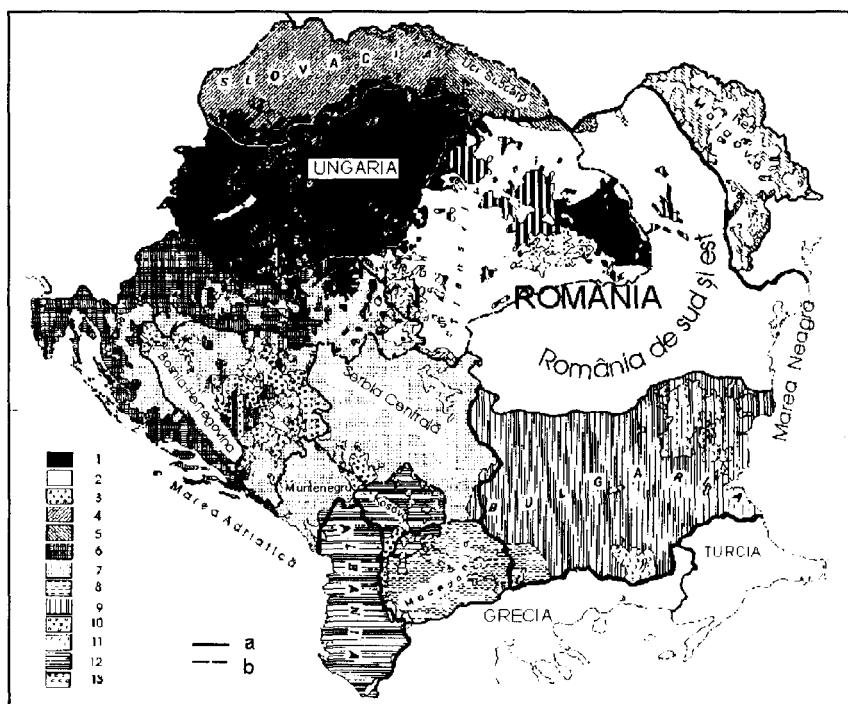 SLOVACIA
UNGARIA
Moldova
ROMÂNIA
România de sud și est
Marea Neagră
Bosnia-Herțegovina
Serbia Centrală
Muntenegru
Kosovo
BULGARIA
Marea Adriatică
ALBANIA
Macedonia
TURCIA
GRECIA
1
2
3
4
5
6
7
8
9
10
11
12
13
a
b